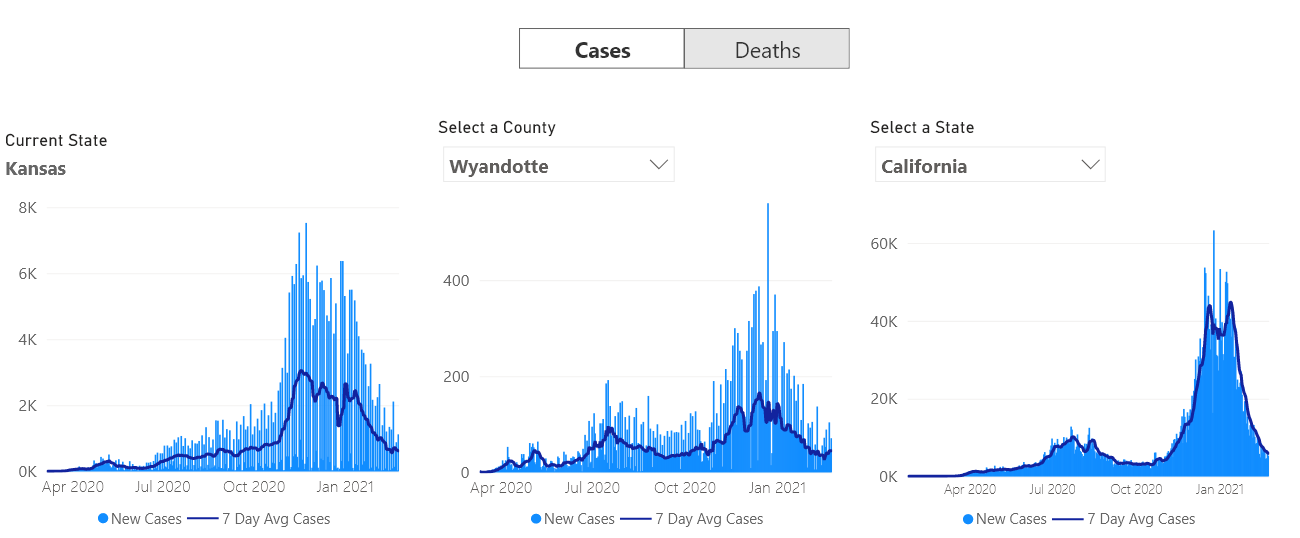 Cases Deaths
Current State
Kansas
8K
6K
4K
2K
0K
Apr 2020 Jul 2020 Oct 2020 Jan 2021
New Cases 7 Day Avg Cases
Select a County
Wyandotte
400
200
0
Apr 2020 Jul 2020 Oct 2020 Jan 2021
New Cases 7 Day Avg Cases
Select a State
California
60K
40K
20K
0K
Apr 2020 Jul 2020 Oct 2020 Jan 2021
New Cases 7 Day Avg Cases